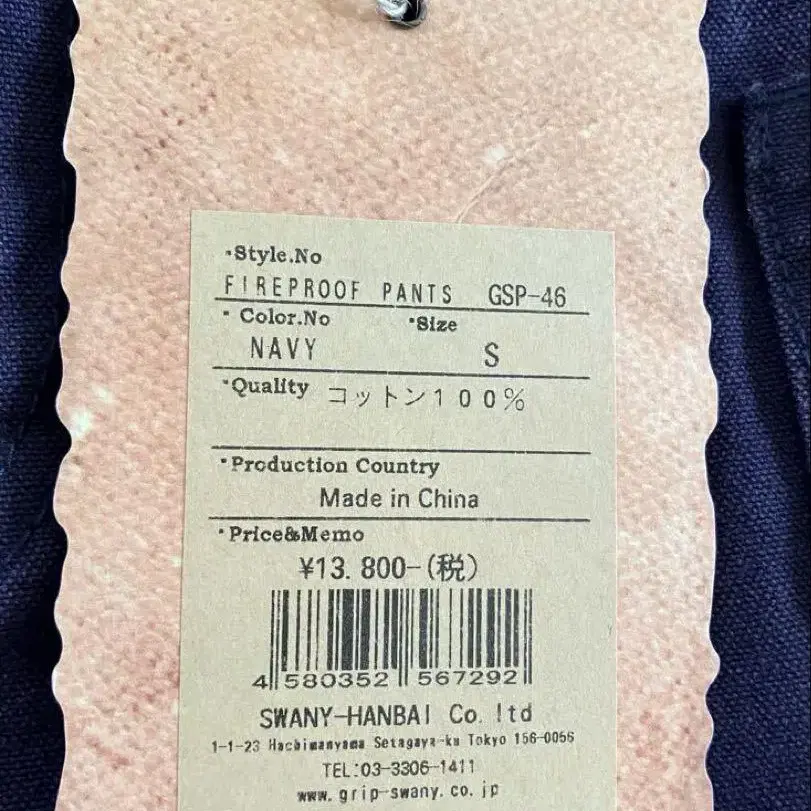 ・Style.No
FIREPROOF PANTS GSP-46
・Color.No ・Size
NAVY S
・Quality コットン100%
・Production Country
Made in China
・Price&Memo
¥13.800-(税)
4 580352 567292
SWANY-HANBAI Co. ltd
1-1-23 Hachimanyama Setagaya-ku Tokyo 156-0056
TEL:03-3306-1411
www.grip-swany.co.jp